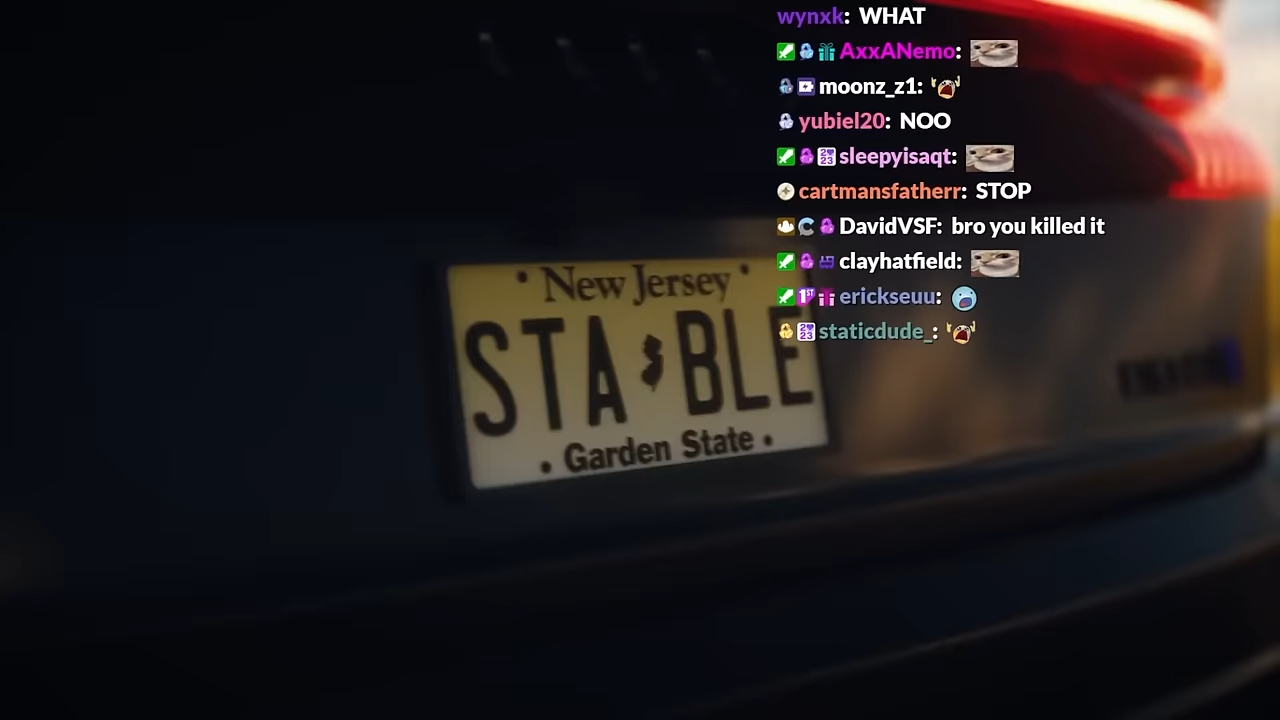 wynxk: WHAT
AxxANemo:
moonz_z1:
yubiel20: NOO
sleepyisaqt:
cartmansfatherr: STOP
DavidVSF: bro you killed it
clayhatfield:
erickseuu:
staticdude_:
New Jersey
STA BLE
Garden State